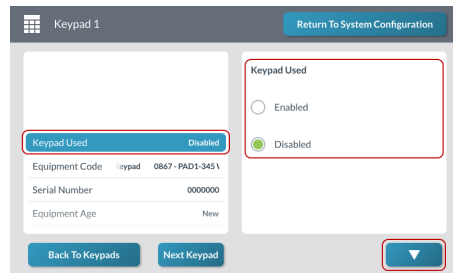 Keypad 1
Return To System Configuration
Keypad Used
Enabled
Disabled
Keypad Used Disabled
Equipment Code eypad 0867 - PAD1-345 \
Serial Number 0000000
Equipment Age New
Back To Keypads Next Keypad